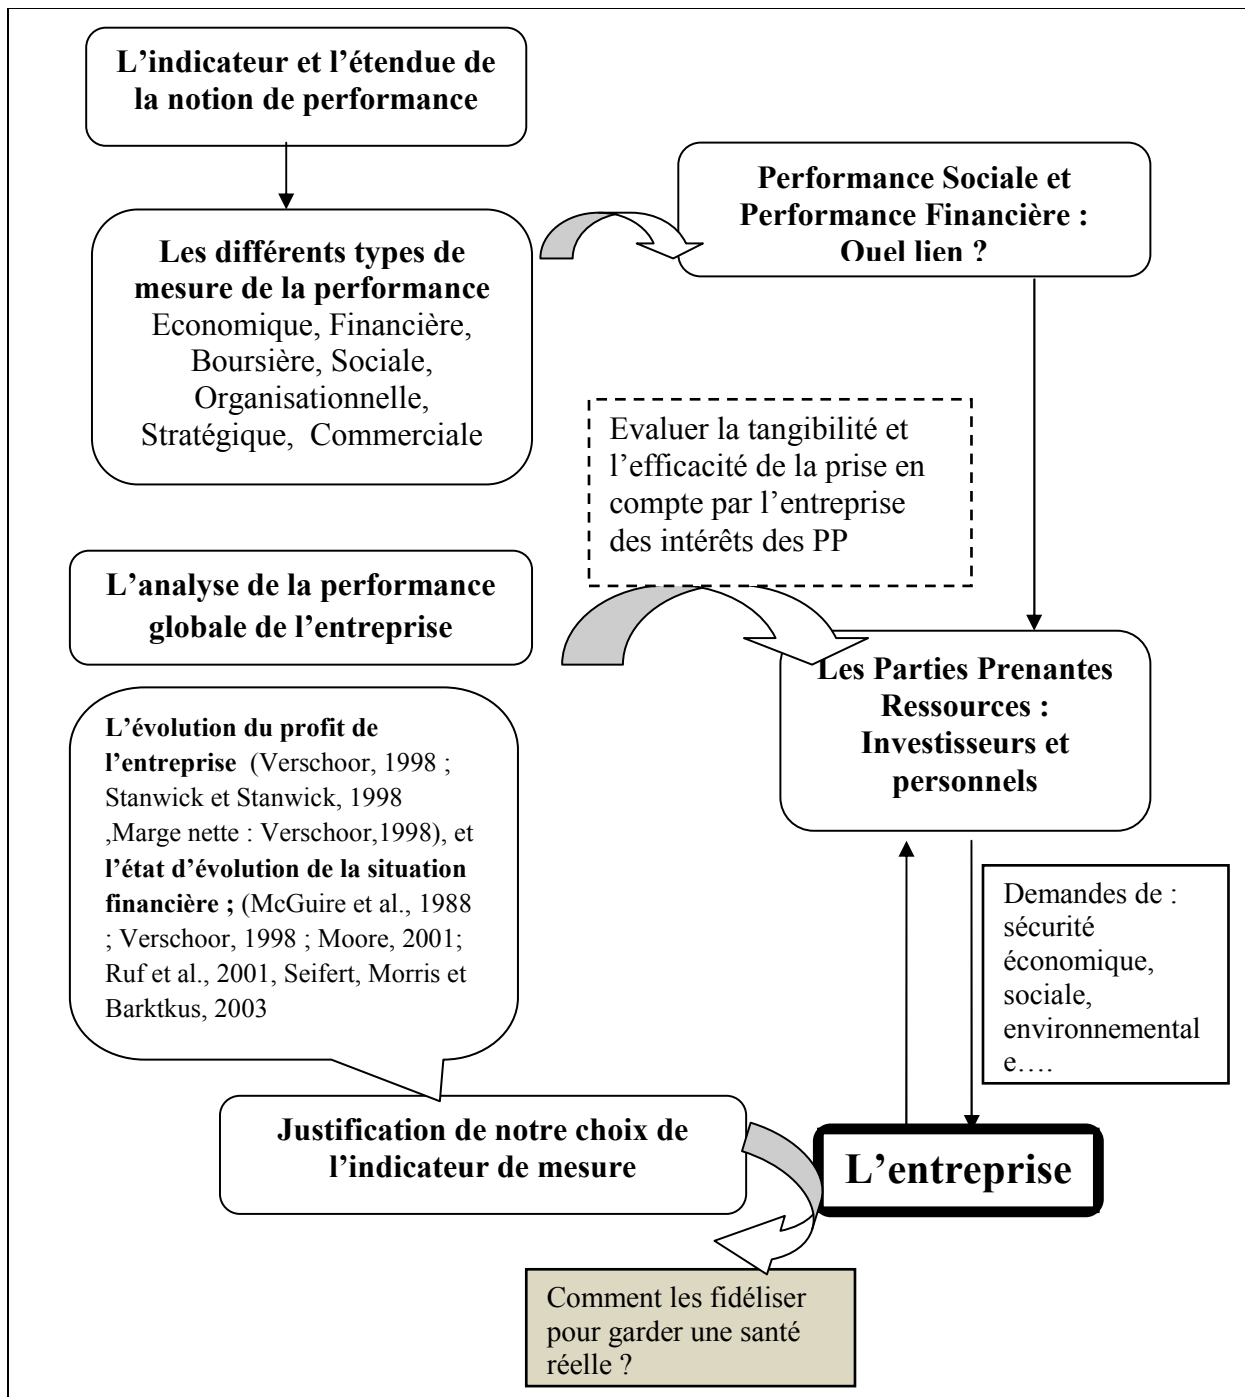 L’indicateur et l’étendue de
la notion de performance
Performance Sociale et
Performance Financière :
Quel lien ?
Les différents types de
mesure de la performance
Economique, Financière,
Boursière, Sociale,
Organisationnelle,
Stratégique, Commerciale
Evaluer la tangibilité et
l’efficacité de la prise en
compte par l’entreprise
des intérêts des PP
L’analyse de la performance
globale de l’entreprise
Les Parties Prenantes
Ressources :
Investisseurs et
personnels
L’évolution du profit de
l’entreprise (Verschoor, 1998 ;
Stanwick et Stanwick, 1998
,Marge nette : Verschoor,1998), et
l’état d’évolution de la situation
financière ; (McGuire et al., 1988
; Verschoor, 1998 ; Moore, 2001;
Ruf et al., 2001, Seifert, Morris et
Barktkus, 2003
Demandes de :
sécurité
économique,
sociale,
environnemental
e….
Justification de notre choix de
l’indicateur de mesure
L’entreprise
Comment les fidéliser
pour garder une santé
réelle ?